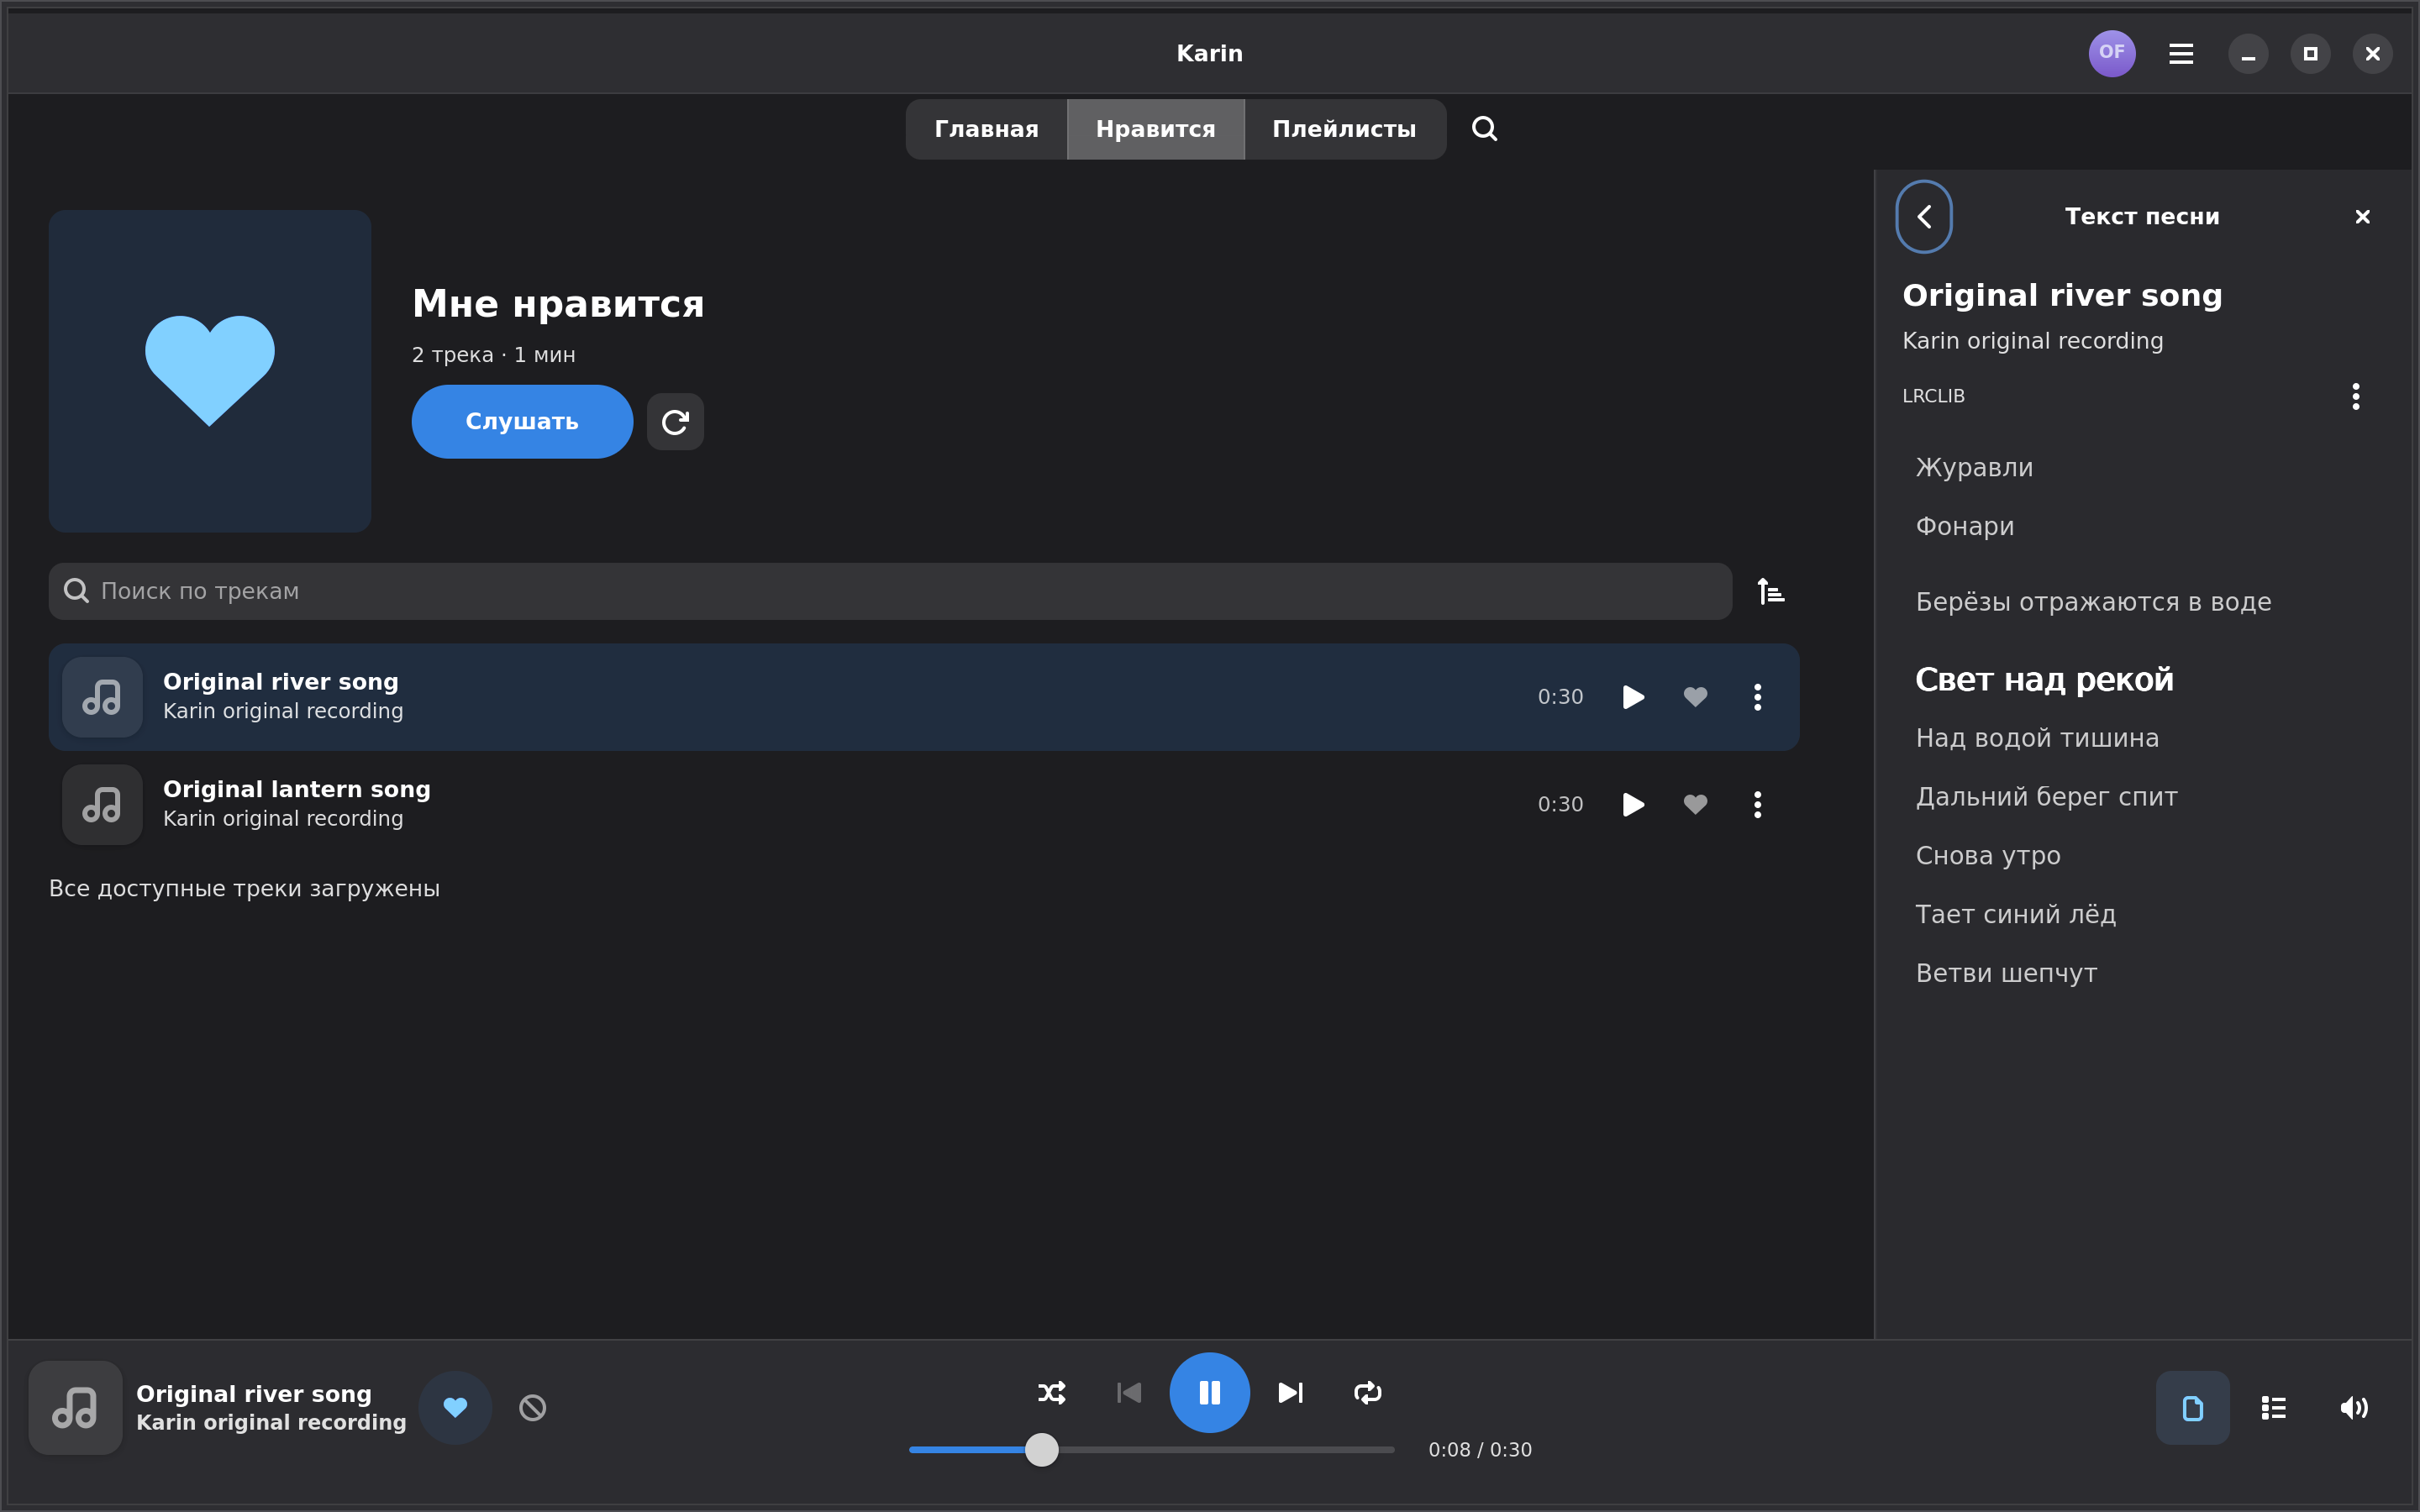 Karin
OF
Главная
Нравится
Плейлисты
Мне нравится
2 трека · 1 мин
Слушать
Поиск по трекам
Original river song
Karin original recording
0:30
Original lantern song
Karin original recording
0:30
Все доступные треки загружены
Текст песни
Original river song
Karin original recording
LRCLIB
Журавли
Фонари
Берёзы отражаются в воде
Свет над рекой
Над водой тишина
Дальний берег спит
Снова утро
Тает синий лёд
Ветви шепчут
Original river song
Karin original recording
0:08 / 0:30